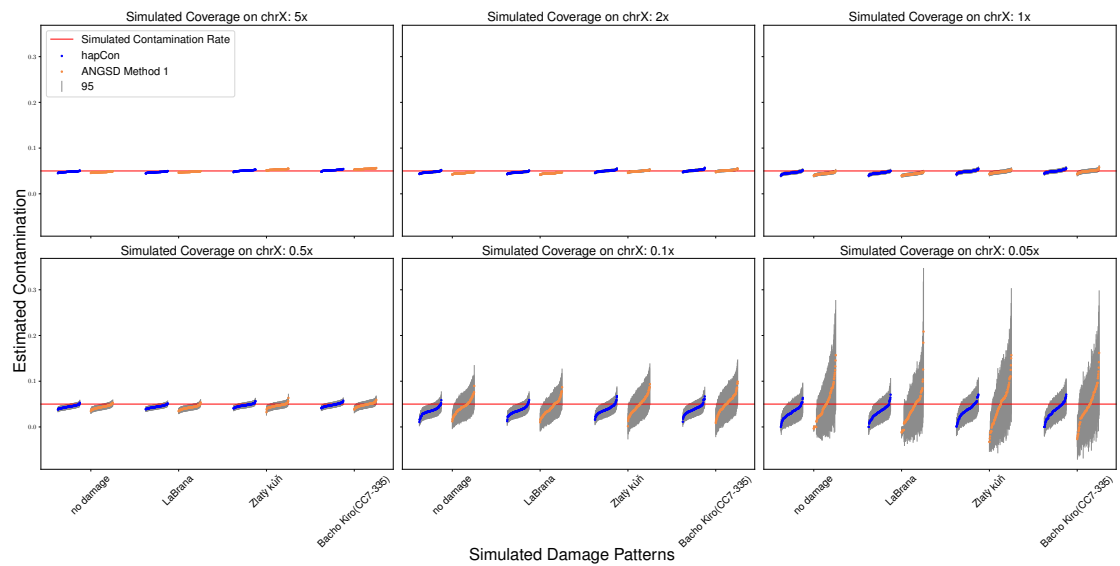 Simulated Coverage on chrX: 5x
Simulated Coverage on chrX: 2x
Simulated Coverage on chrX: 1x
Simulated Contamination Rate
hapCon
ANGSD Method 1
95
0.3
0.2
0.1
0.0
Simulated Coverage on chrX: 0.5x
Simulated Coverage on chrX: 0.1x
Simulated Coverage on chrX: 0.05x
0.3
0.2
0.1
0.0
Estimated Contamination
no damage
LaBrana
Zlatý kůň
Bacho Kiro(CC7-335)
no damage
LaBrana
Zlatý kůň
Bacho Kiro(CC7-335)
no damage
LaBrana
Zlatý kůň
Bacho Kiro(CC7-335)
Simulated Damage Patterns